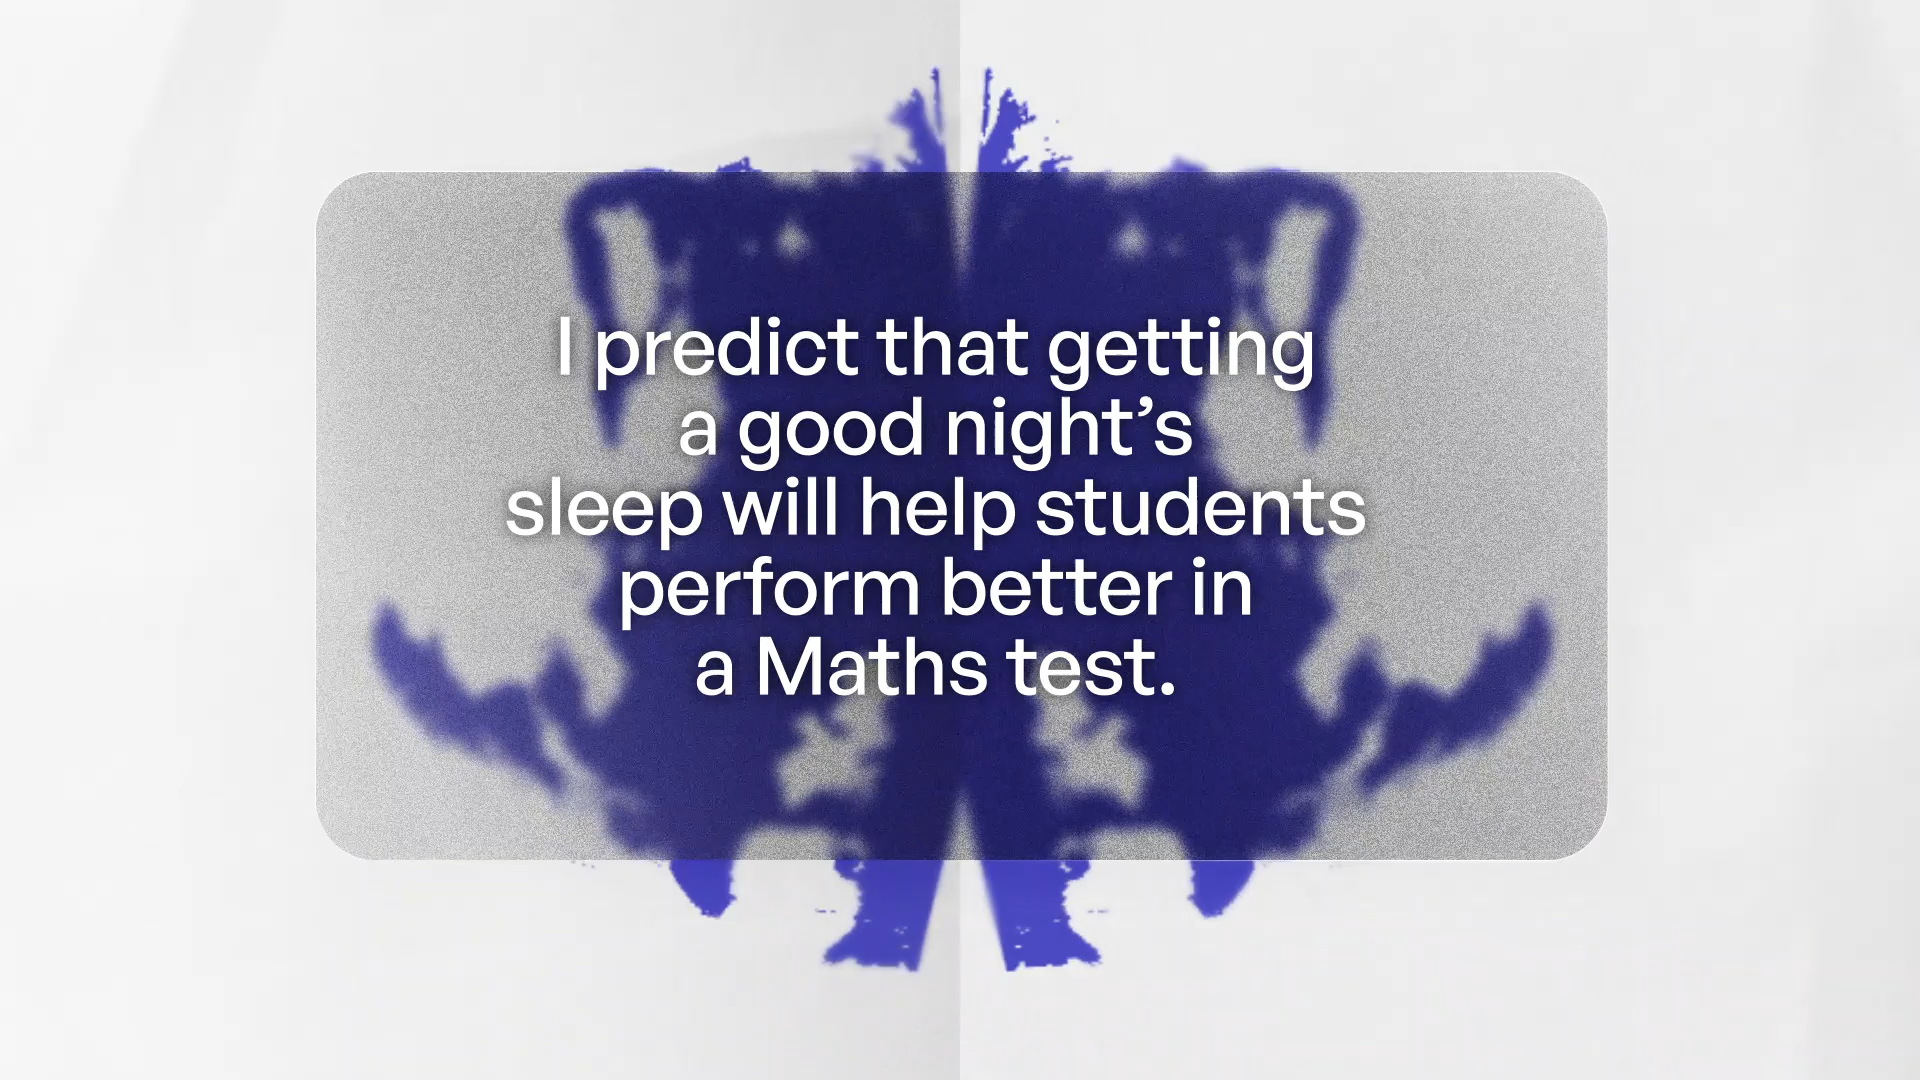 I predict that getting
a good night’s
sleep will help students
perform better in
a Maths test.